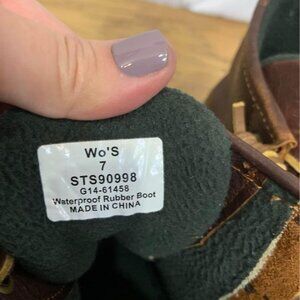 Wo'S
7
STS90998
G14-61458
Waterproof Rubber Boot
MADE IN CHINA